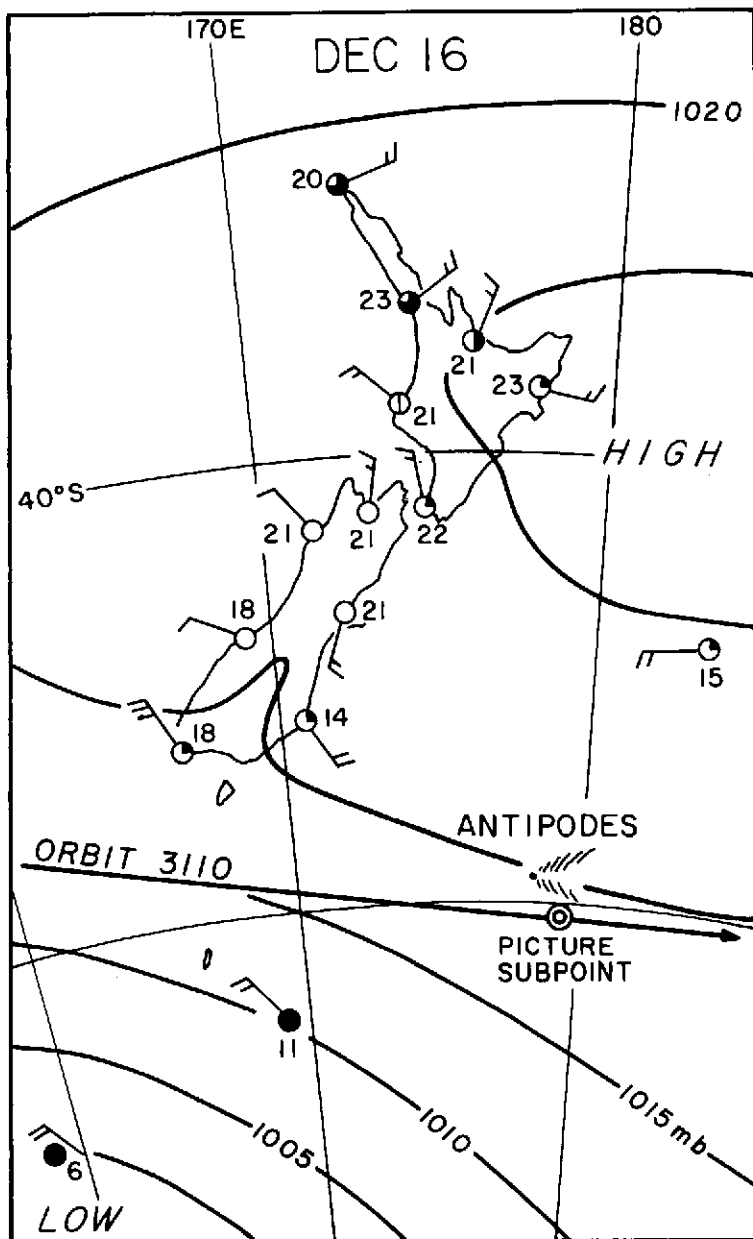 170E
180
DEC 16
1020
20
23
21
23
21
HIGH
40°S
21
21
22
18
21
15
18
14
ANTIPODES
ORBIT 3110
PICTURE
SUBPOINT
11
1015mb
1010
1005
6
LOW